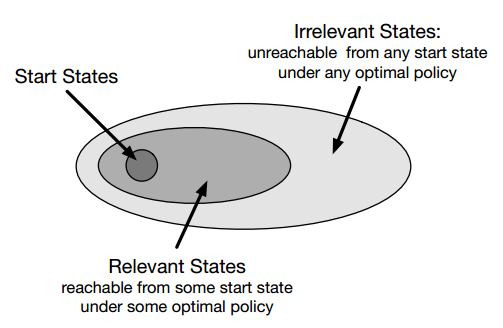 Irrelevant States:
unreachable from any start state
under any optimal policy
Start States
Relevant States
reachable from some start state
under some optimal policy